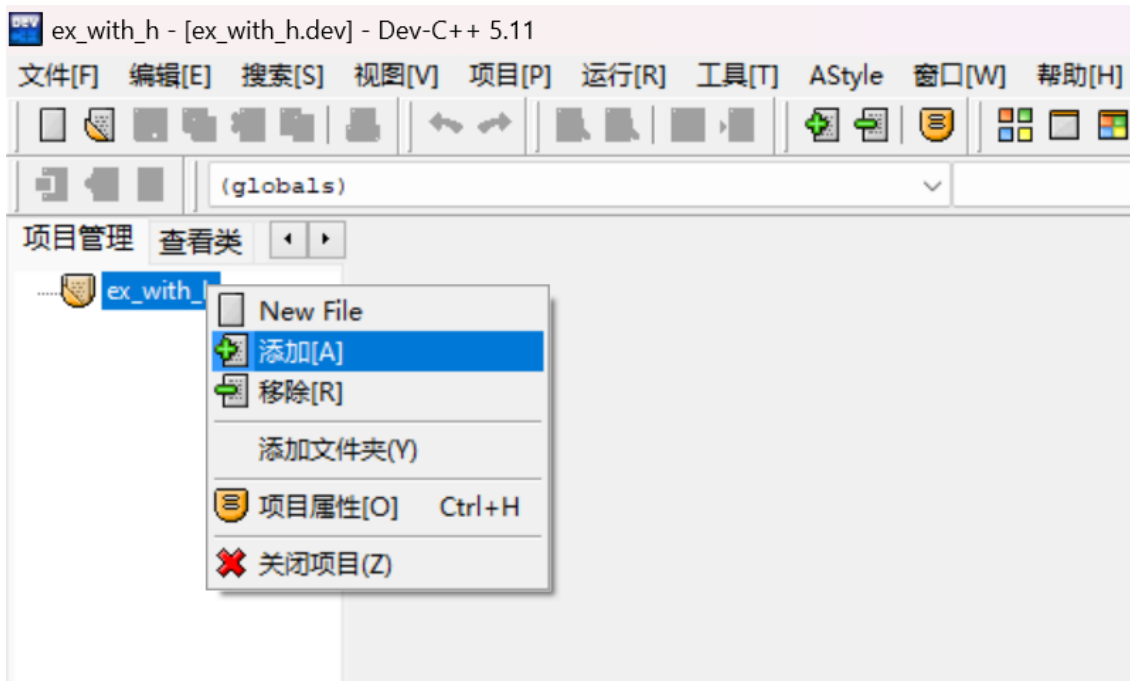 ex_with_h - [ex_with_h.dev] - Dev-C++ 5.11
文件[F] 编辑[E] 搜索[S] 视图[V] 项目[P] 运行[R] 工具[T] AStyle 窗口[W] 帮助[H]
(globals)
项目管理 查看类
ex_with_h
New File
添加[A]
移除[R]
添加文件夹(Y)
项目属性[O] Ctrl+H
关闭项目(Z)